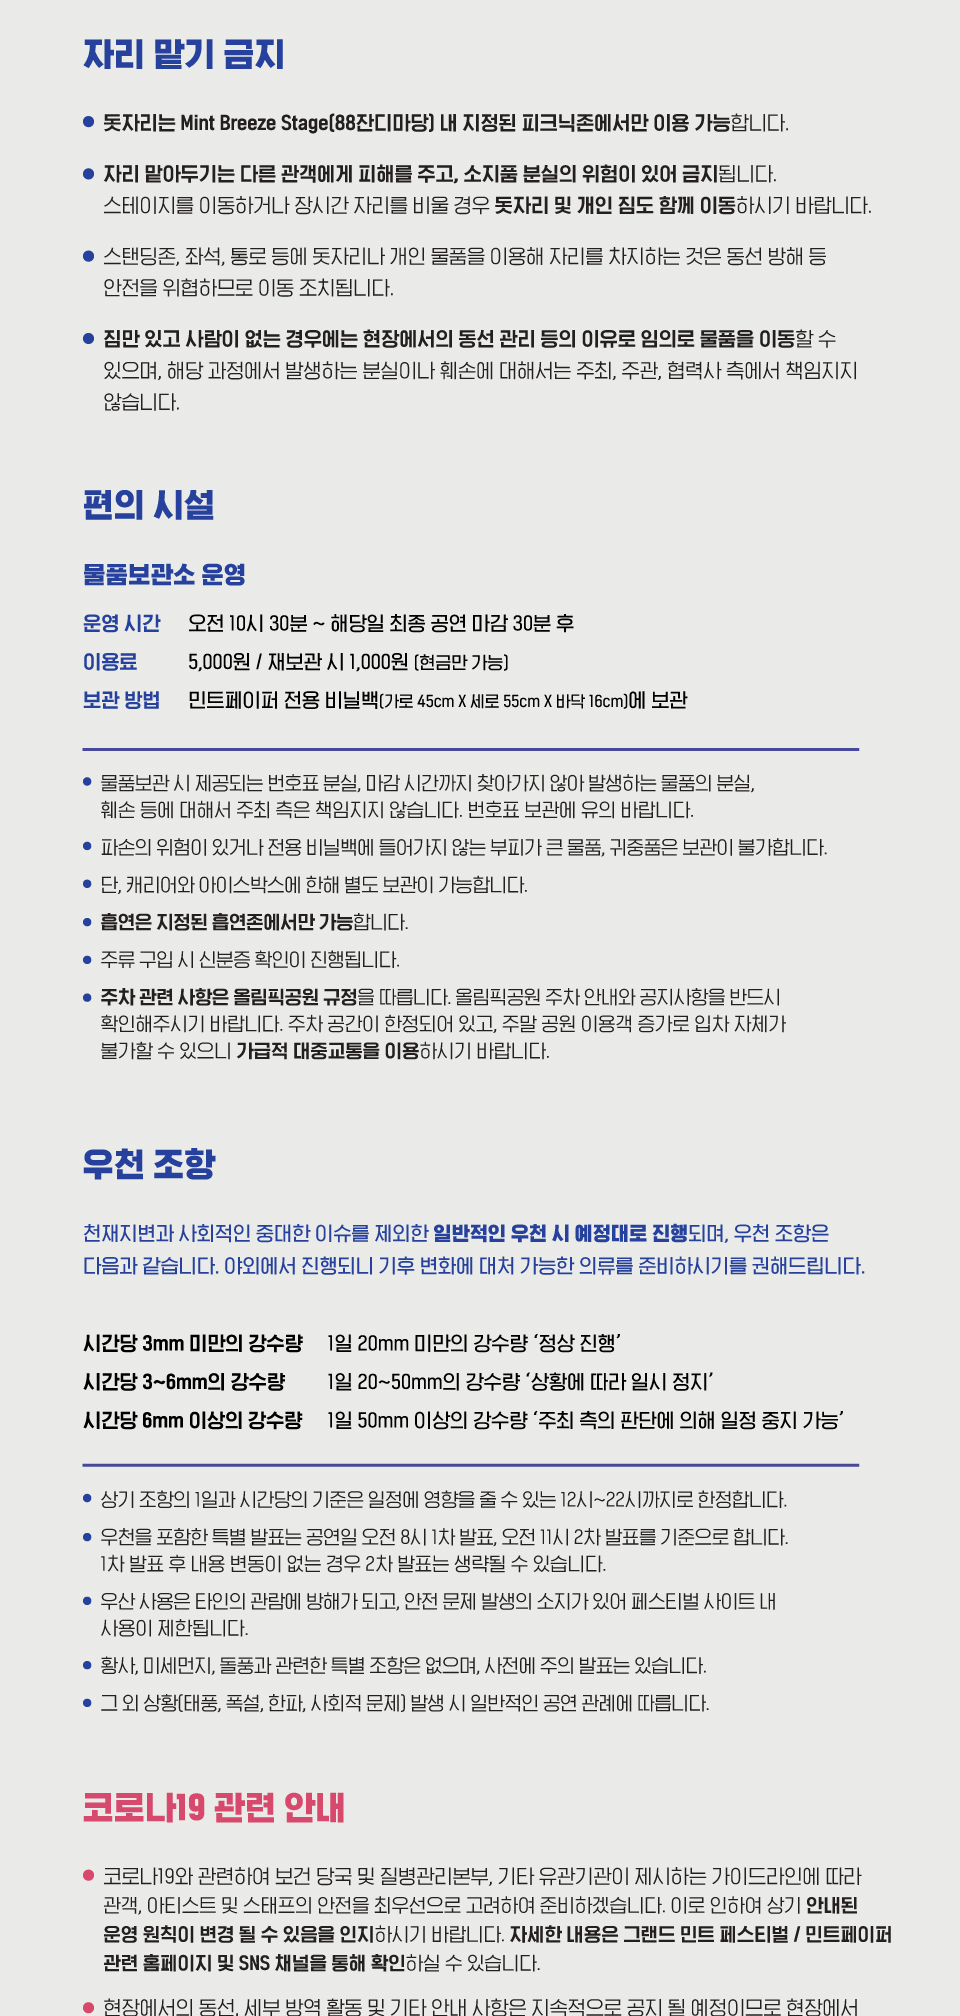 자리 맡기 금지
돗자리는 Mint Breeze Stage(88잔디마당) 내 지정된 피크닉존에서만 이용 가능합니다.
자리 맡아두기는 다른 관객에게 피해를 주고, 소지품 분실의 위험이 있어 금지됩니다.
스테이지를 이동하거나 장시간 자리를 비울 경우 돗자리 및 개인 짐도 함께 이동하시기 바랍니다.
스탠딩존, 좌석, 통로 등에 돗자리나 개인 물품을 이용해 자리를 차지하는 것은 동선 방해 등
안전을 위협하므로 이동 조치됩니다.
짐만 있고 사람이 없는 경우에는 현장에서의 동선 관리 등의 이유로 임의로 물품을 이동할 수
있으며, 해당 과정에서 발생하는 분실이나 훼손에 대해서는 주최, 주관, 협력사 측에서 책임지지
않습니다.
편의 시설
물품보관소 운영
운영 시간 오전 10시 30분 ~ 해당일 최종 공연 마감 30분 후
이용료 5,000원 / 재보관 시 1,000원 (현금만 가능)
보관 방법 민트페이퍼 전용 비닐백(가로 45cm X 세로 55cm X 바닥 16cm)에 보관
물품보관 시 제공되는 번호표 분실, 마감 시간까지 찾아가지 않아 발생하는 물품의 분실,
훼손 등에 대해서 주최 측은 책임지지 않습니다. 번호표 보관에 유의 바랍니다.
파손의 위험이 있거나 전용 비닐백에 들어가지 않는 부피가 큰 물품, 귀중품은 보관이 불가합니다.
단, 캐리어와 아이스박스에 한해 별도 보관이 가능합니다.
흡연은 지정된 흡연존에서만 가능합니다.
주류 구입 시 신분증 확인이 진행됩니다.
주차 관련 사항은 올림픽공원 규정을 따릅니다. 올림픽공원 주차 안내와 공지사항을 반드시
확인해주시기 바랍니다. 주차 공간이 한정되어 있고, 주말 공원 이용객 증가로 입차 자체가
불가할 수 있으니 가급적 대중교통을 이용하시기 바랍니다.
우천 조항
천재지변과 사회적인 중대한 이슈를 제외한 일반적인 우천 시 예정대로 진행되며, 우천 조항은
다음과 같습니다. 야외에서 진행되니 기후 변화에 대처 가능한 의류를 준비하시기를 권해드립니다.
시간당 3mm 미만의 강수량 1일 20mm 미만의 강수량 ‘정상 진행’
시간당 3~6mm의 강수량 1일 20~50mm의 강수량 ‘상황에 따라 일시 정지’
시간당 6mm 이상의 강수량 1일 50mm 이상의 강수량 ‘주최 측의 판단에 의해 일정 중지 가능’
상기 조항의 1일과 시간당의 기준은 일정에 영향을 줄 수 있는 12시~22시까지로 한정합니다.
우천을 포함한 특별 발표는 공연일 오전 8시 1차 발표, 오전 11시 2차 발표를 기준으로 합니다.
1차 발표 후 내용 변동이 없는 경우 2차 발표는 생략될 수 있습니다.
우산 사용은 타인의 관람에 방해가 되고, 안전 문제 발생의 소지가 있어 페스티벌 사이트 내
사용이 제한됩니다.
황사, 미세먼지, 돌풍과 관련한 특별 조항은 없으며, 사전에 주의 발표는 있습니다.
그 외 상황(태풍, 폭설, 한파, 사회적 문제) 발생 시 일반적인 공연 관례에 따릅니다.
코로나19 관련 안내
코로나19와 관련하여 보건 당국 및 질병관리본부, 기타 유관기관이 제시하는 가이드라인에 따라
관객, 아티스트 및 스태프의 안전을 최우선으로 고려하여 준비하겠습니다. 이로 인하여 상기 안내된
운영 원칙이 변경 될 수 있음을 인지하시기 바랍니다. 자세한 내용은 그랜드 민트 페스티벌 / 민트페이퍼
관련 홈페이지 및 SNS 채널을 통해 확인하실 수 있습니다.
현장에서의 동선, 세부 방역 활동 및 기타 안내 사항은 지속적으로 공지 될 예정이므로 현장에서